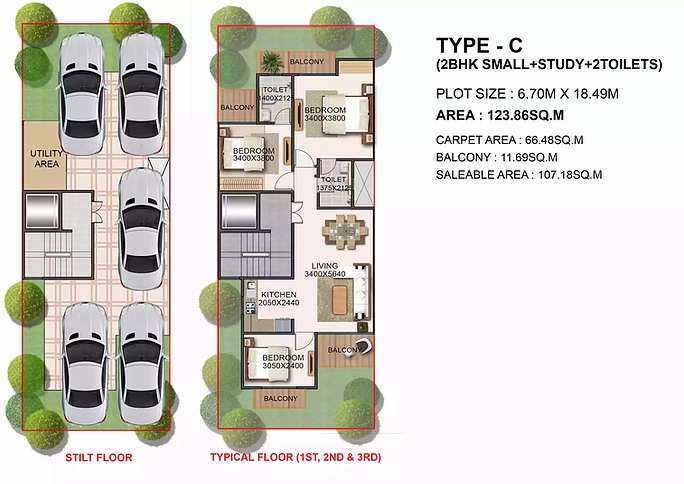 TYPE - C
(2BHK SMALL+STUDY+2TOILETS)
PLOT SIZE : 6.70M X 18.49M
AREA : 123.86SQ.M
CARPET AREA : 66.48SQ.M
BALCONY : 11.69SQ.M
SALEABLE AREA : 107.18SQ.M
UTILITY
AREA
STILT FLOOR
BALCONY
TOILET
1400X2125
BALCONY
BEDROOM
3400X3800
BEDROOM
3400X3800
TOILET
1375X2125
LIVING
3400X5640
KITCHEN
2050X2440
BEDROOM
3050X2400
BALCONY
BALCONY
TYPICAL FLOOR (1ST, 2ND & 3RD)